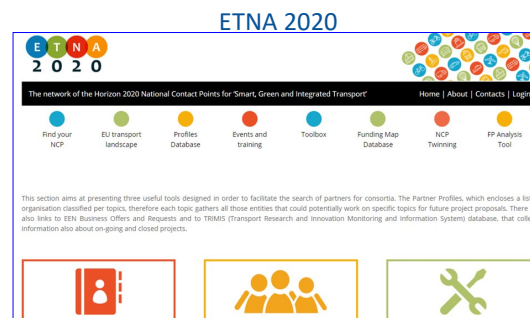 ETNA 2020
E T N A
2 0 2 0
The network of the Horizon 2020 National Contact Points for 'Smart, Green and Integrated Transport'
Home | About | Contacts | Login
Find your NCP
EU transport landscape
Profiles Database
Events and training
Toolbox
Funding Map Database
NCP Twinning
FP Analysis Tool
This section aims at presenting three useful tools designed in order to facilitate the search of partners for consortia. The Partner Profiles, which encloses a list
organisation classified per topics, therefore each topic gathers all those entities that could potentially work on specific topics for future project proposals. There
also links to EEN Business Offers and Requests and to TRIMIS (Transport Research and Innovation Monitoring and Information System) database, that colle
information also about on-going and closed projects.